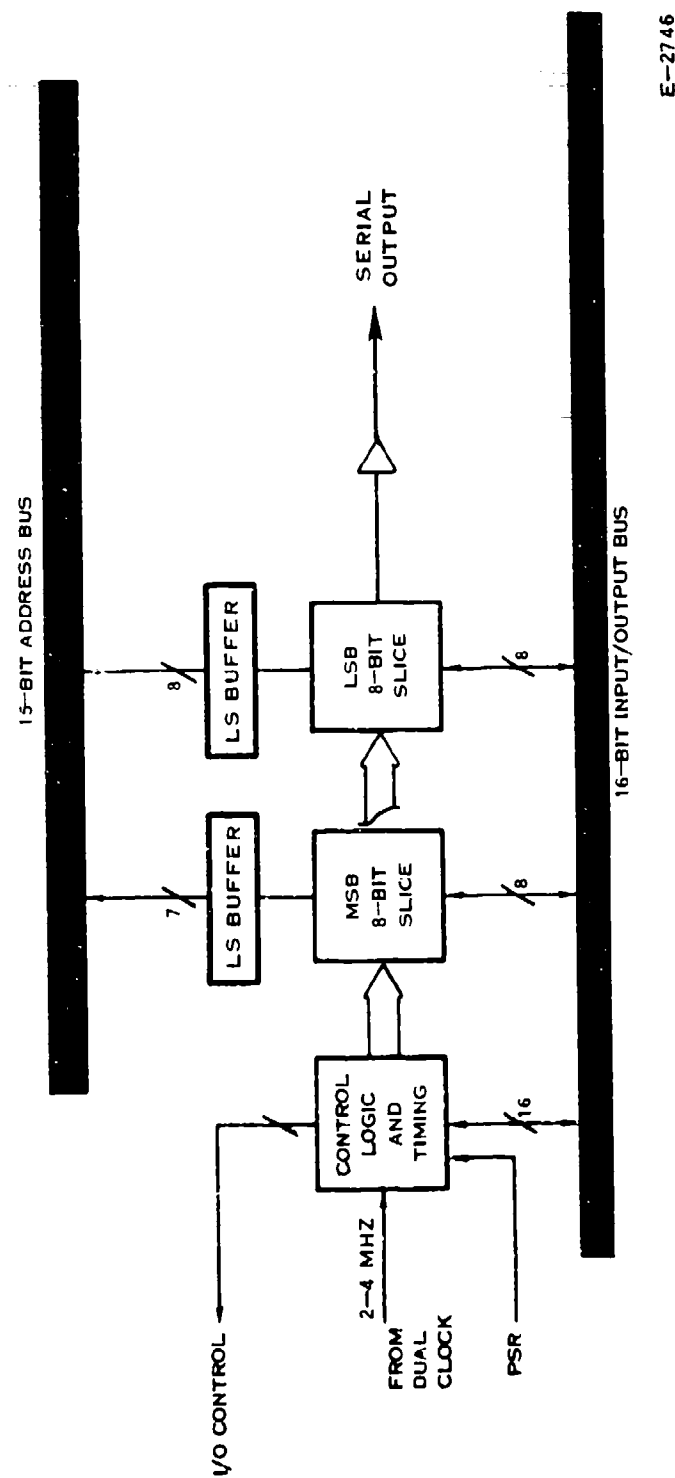 15-BIT ADDRESS BUS
I/O CONTROL
7
8
LS BUFFER
LS BUFFER
CONTROL
LOGIC
AND
TIMING
MSB
8-BIT
SLICE
LSB
8-BIT
SLICE
SERIAL
OUTPUT
2-4 MHZ
FROM
DUAL
CLOCK
PSR
16
8
8
16-BIT INPUT/OUTPUT BUS
E-2746